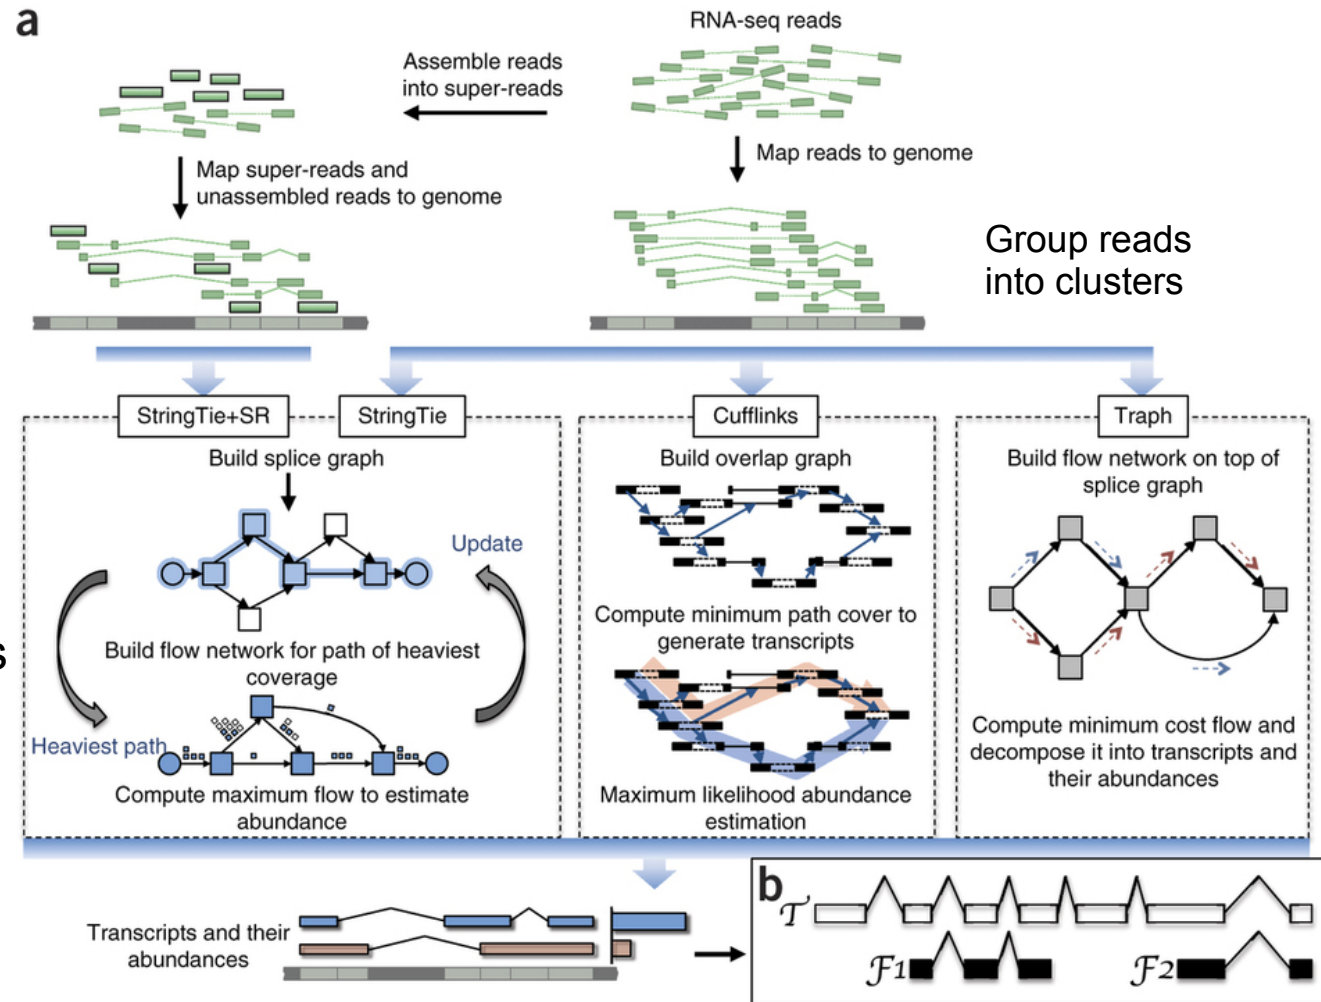 a
RNA-seq reads
Assemble reads
into super-reads
Map super-reads and
unassembled reads to genome
Map reads to genome
Group reads
into clusters
StringTie+SR
StringTie
Cufflinks
Traph
Build splice graph
Update
Build flow network for path of heaviest
coverage
s
Heaviest path
Compute maximum flow to estimate
abundance
Build overlap graph
Compute minimum path cover to
generate transcripts
Maximum likelihood abundance
estimation
Build flow network on top of
splice graph
Compute minimum cost flow and
decompose it into transcripts and
their abundances
Transcripts and their
abundances
b
𝒯
ℱ1
ℱ2